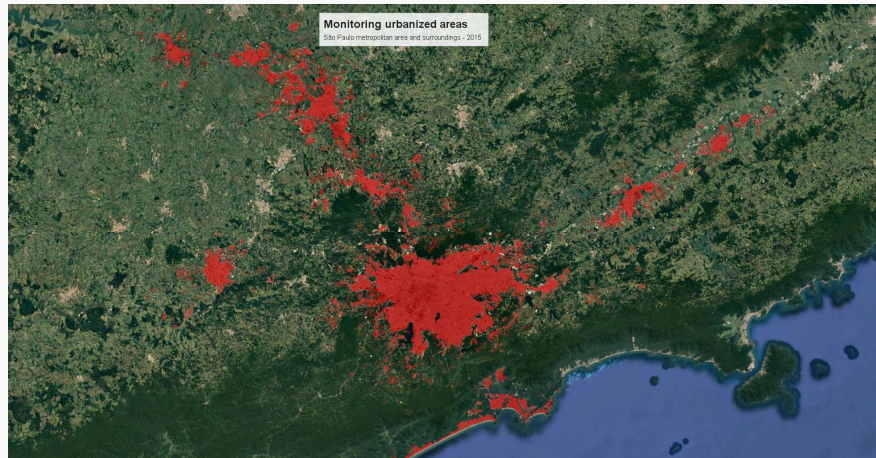 Monitoring urbanized areas
São Paulo metropolitan area and surroundings - 2015